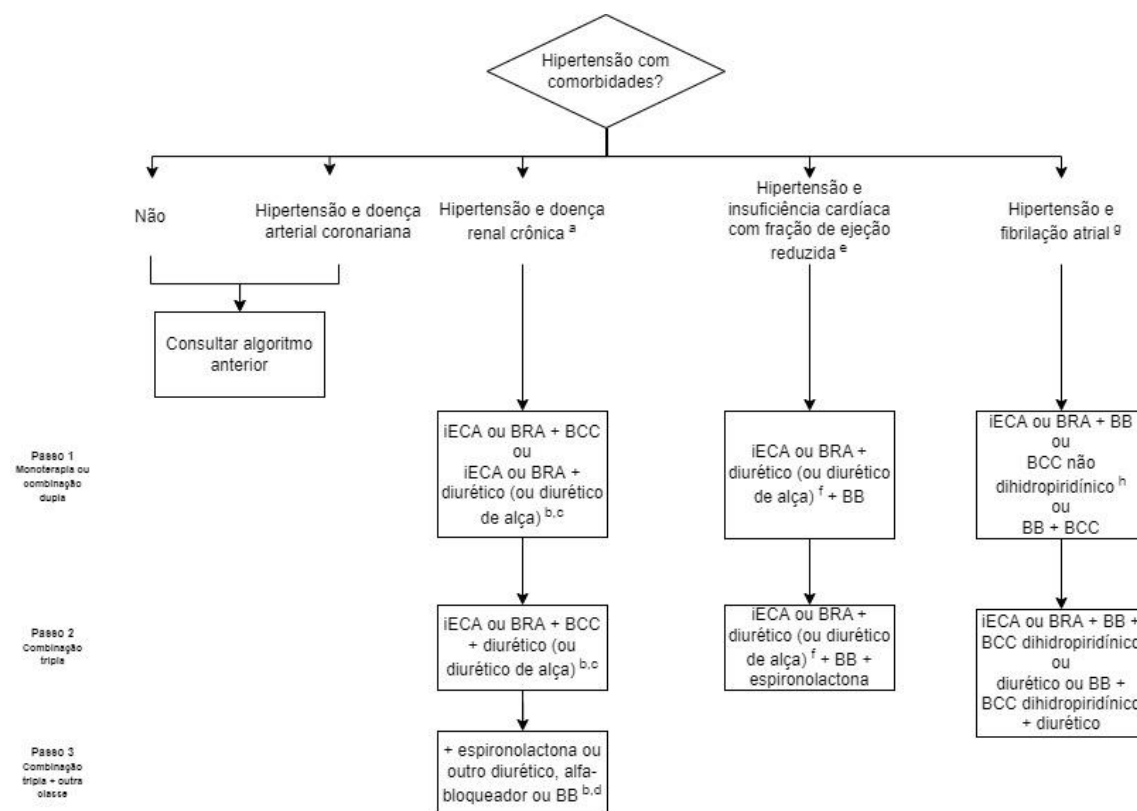 Hipertensão com
comorbidades?
Não
Hipertensão e doença
arterial coronariana
Hipertensão e doença
renal crônica a
Hipertensão e
insuficiência cardíaca
com fração de ejeção
reduzida e
Hipertensão e
fibrilação atrial g
Consultar algoritmo
anterior
Passo 1
Monoterapia ou
combinação
dupla
iECA ou BRA + BCC
ou
iECA ou BRA +
diurético (ou diurético
de alça) b,c
iECA ou BRA +
diurético (ou diurético
de alça) f + BB
iECA ou BRA + BB
ou
BCC não
dihidropiridínico h
ou
BB + BCC
Passo 2
Combinação
tripla
iECA ou BRA + BCC
+ diurético (ou
diurético de alça) b,c
iECA ou BRA +
diurético (ou diurético
de alça) f + BB +
espironolactona
iECA ou BRA + BB +
BCC dihidropiridínico
ou
diurético ou BB +
BCC dihidropiridínico
+ diurético
Passo 3
Combinação
tripla + outra
classe
+ espironolactona ou
outro diurético, alfa-
bloqueador ou BB b,d